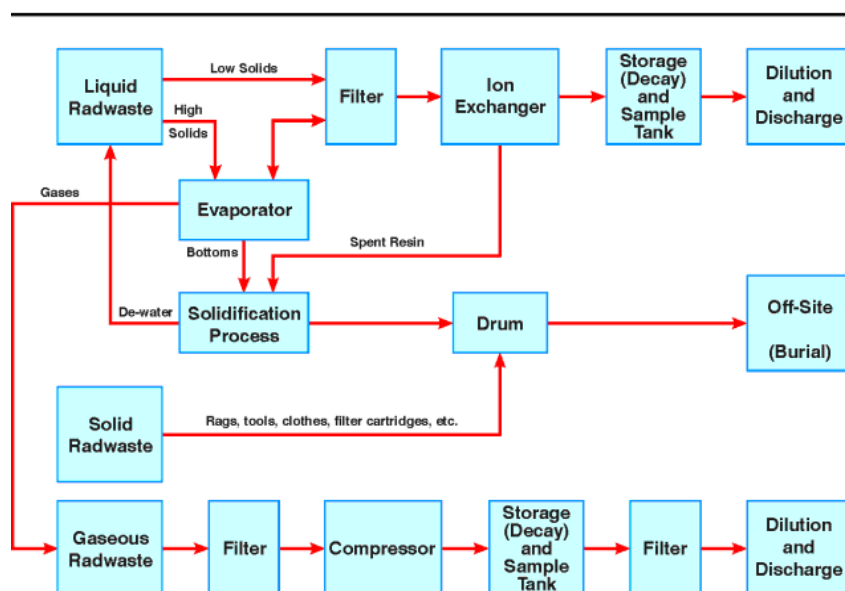 Liquid
Radwaste
Low Solids
High
Solids
Filter
Ion
Exchanger
Storage
(Decay)
and
Sample
Tank
Dilution
and
Discharge
Gases
Evaporator
Bottoms
Spent Resin
De-water
Solidification
Process
Drum
Off-Site
(Burial)
Solid
Radwaste
Rags, tools, clothes, filter cartridges, etc.
Gaseous
Radwaste
Filter
Compressor
Storage
(Decay)
and
Sample
Tank
Filter
Dilution
and
Discharge